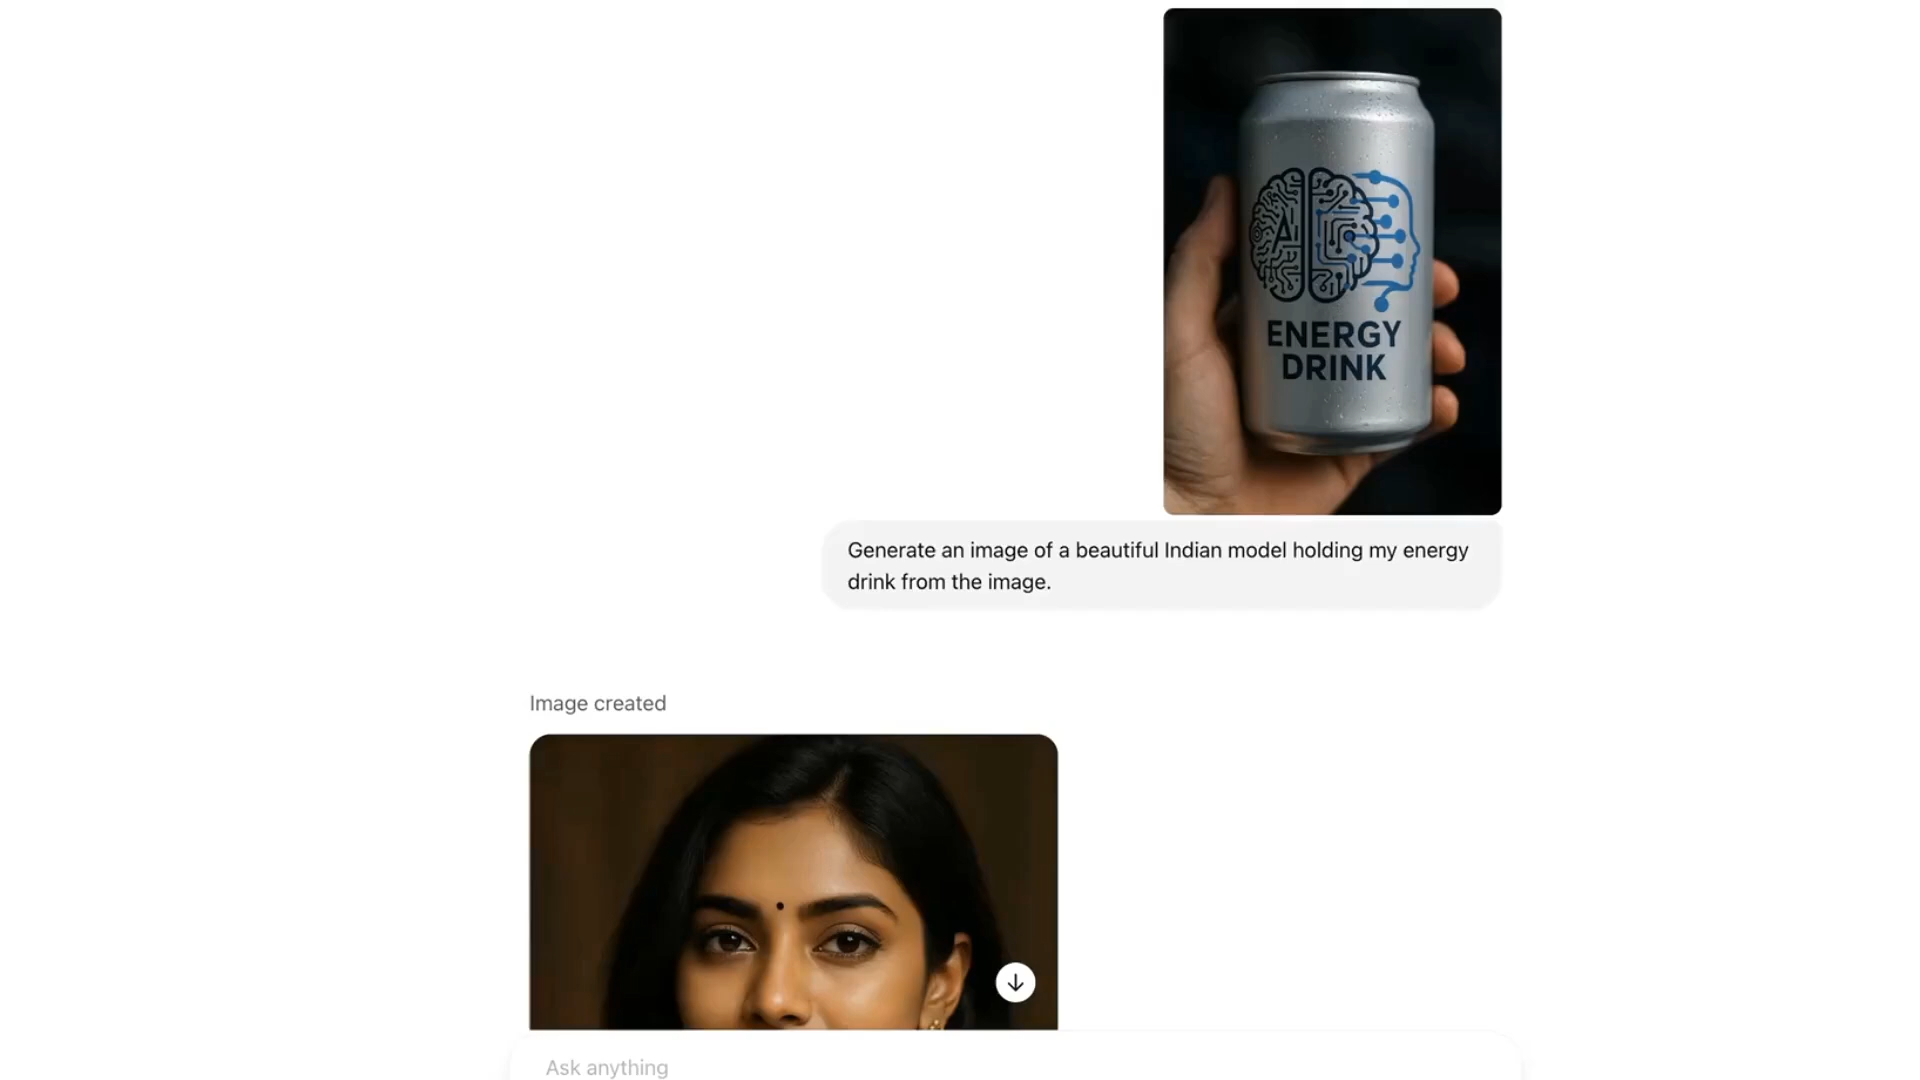 AI
ENERGY
DRINK
Generate an image of a beautiful Indian model holding my energy
drink from the image.
Image created
Ask anything